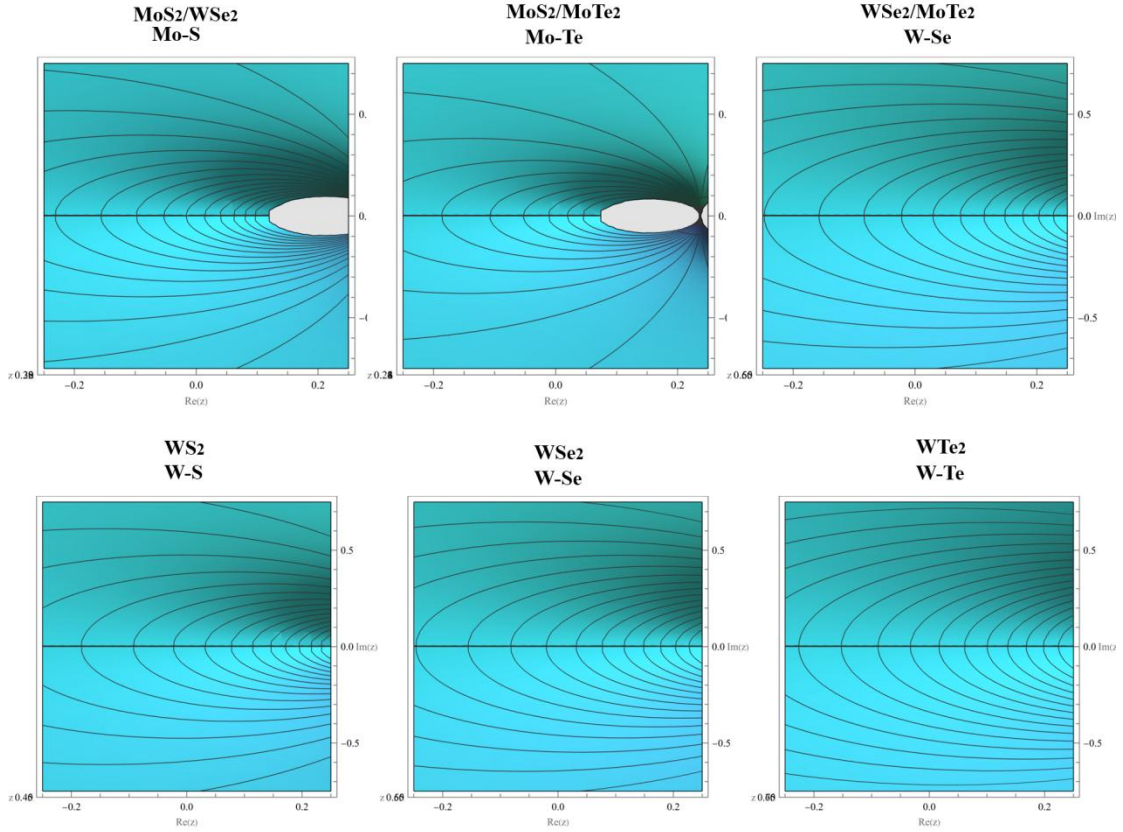 MoS2/WSe2 MoS2/MoTe2 WSe2/MoTe2
Mo-S Mo-Te W-Se
0. 0. 0.5
0. 0. 0.0 Im(z)
-0.5
-0.2 0.0 0.2 -0.2 0.0 0.2 -0.2 0.0 0.2
Re(z) Re(z) Re(z)
WS2 WSe2 WTe2
W-S W-Se W-Te
0.5 0.5 0.5
0.0 Im(z) 0.0 Im(z) 0.0 Im(z)
-0.5 -0.5 -0.5
-0.2 0.0 0.2 -0.2 0.0 0.2 -0.2 0.0 0.2
Re(z) Re(z) Re(z)